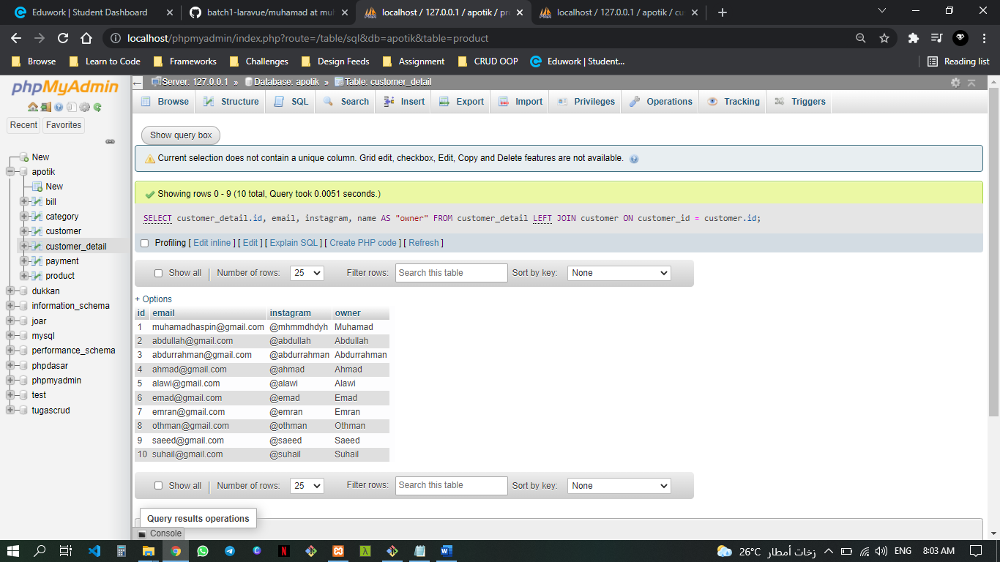 Eduwork | Student Dashboard
batch1-laravue/muhamad at mul
localhost / 127.0.0.1 / apotik / pro
localhost / 127.0.0.1 / apotik / cu
localhost/phpmyadmin/index.php?route=/table/sql&db=apotik&table=product
Browse Learn to Code Frameworks Challenges Design Feeds Assignment CRUD OOP Eduwork | Student... Reading list
phpMyAdmin
Recent Favorites
New
apotik
New
bill
category
customer
customer_detail
payment
product
dukkan
information_schema
joar
mysql
performance_schema
phpdasar
phpmyadmin
test
tugascrud
Server: 127.0.0.1 » Database: apotik » Table: customer_detail
Browse Structure SQL Search Insert Export Import Privileges Operations Tracking Triggers
Show query box
Current selection does not contain a unique column. Grid edit, checkbox, Edit, Copy and Delete features are not available.
Showing rows 0 - 9 (10 total, Query took 0.0051 seconds.)
SELECT customer_detail.id, email, instagram, name AS "owner" FROM customer_detail LEFT JOIN customer ON customer_id = customer.id;
Profiling [ Edit inline ] [ Edit ] [ Explain SQL ] [ Create PHP code ] [ Refresh ]
Show all Number of rows: 25 Filter rows: Search this table Sort by key: None
+ Options
id email instagram owner
1 muhamadhaspin@gmail.com @mhmmdhdyh Muhamad
2 abdullah@gmail.com @abdullah Abdullah
3 abdurrahman@gmail.com @abdurrahman Abdurrahman
4 ahmad@gmail.com @ahmad Ahmad
5 alawi@gmail.com @alawi Alawi
6 emad@gmail.com @emad Emad
7 emran@gmail.com @emran Emran
8 othman@gmail.com @othman Othman
9 saeed@gmail.com @saeed Saeed
10 suhail@gmail.com @suhail Suhail
Show all Number of rows: 25 Filter rows: Search this table Sort by key: None
Query results operations
Console
26°C زخات أمطار ENG 8:03 AM